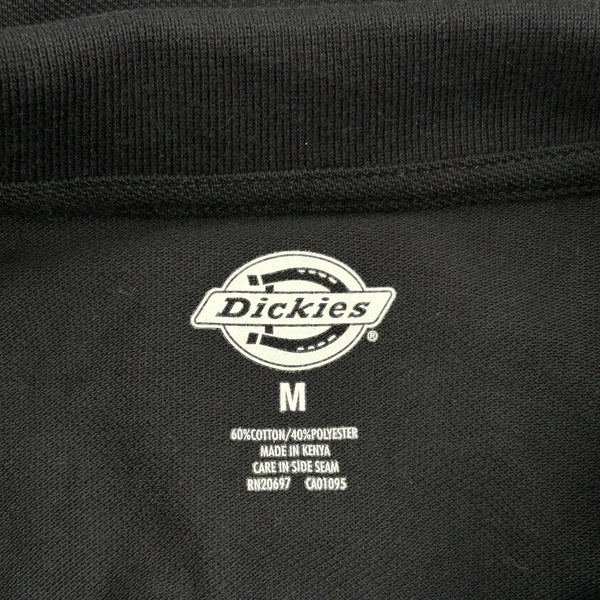 Dickies
®
M
60%COTTON/40%POLYESTER
MADE IN KENYA
CARE IN SIDE SEAM
RN20697 CA01095